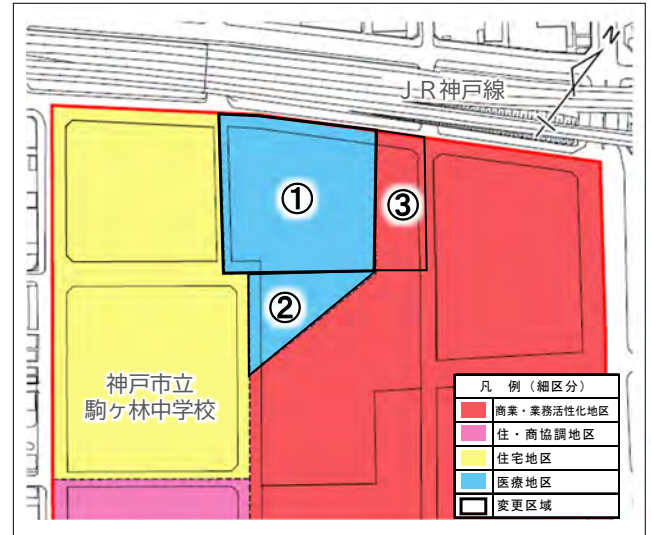 JR神戸線
N
①
③
②
神戸市立
駒ヶ林中学校
凡 例（細区分）
商業・業務活性化地区
住・商協調地区
住宅地区
医療地区
変更区域